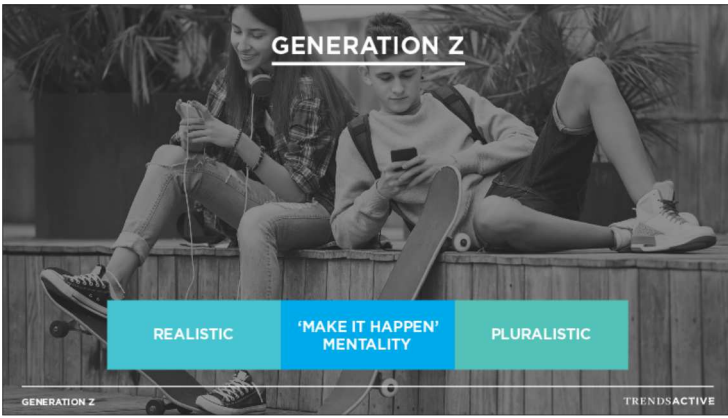 GENERATION Z
REALISTIC
‘MAKE IT HAPPEN’
MENTALITY
PLURALISTIC
GENERATION Z
TRENDSACTIVE